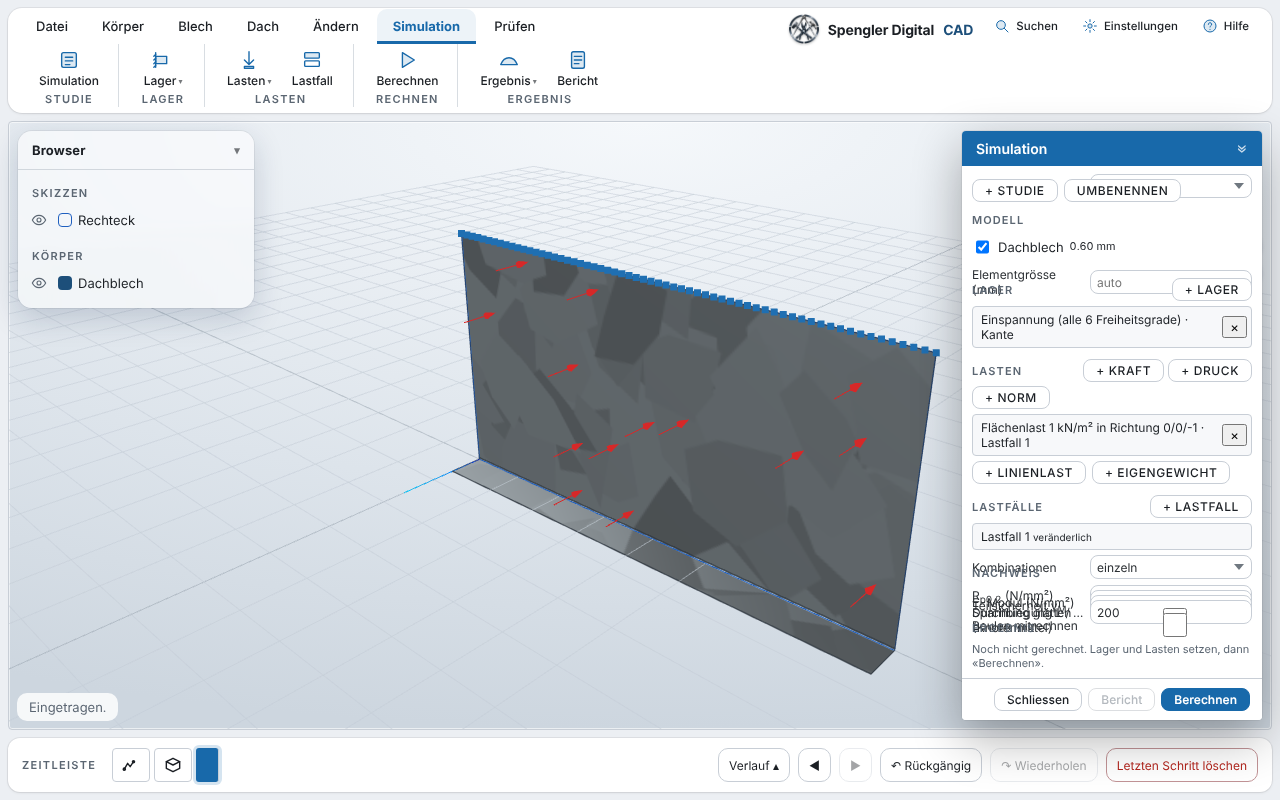 Datei Körper Blech Dach Ändern Simulation Prüfen
Spengler Digital CAD Suchen Einstellungen Hilfe
Simulation Lager Lasten Lastfall Berechnen Ergebnis Bericht
STUDIE LAGER LASTEN RECHNEN ERGEBNIS
Browser
SKIZZEN
Rechteck
KÖRPER
Dachblech
Eingetragen.
Simulation
+ STUDIE UMBENENNEN
MODELL
Dachblech 0.60 mm
Elementgrösse
auto
LAGER + LAGER
Einspannung (alle 6 Freiheitsgrade) ·
Kante
×
LASTEN + KRAFT + DRUCK
+ NORM
Flächenlast 1 kN/m² in Richtung 0/0/-1 ·
Lastfall 1
×
+ LINIENLAST + EIGENGEWICHT
LASTFÄLLE + LASTFALL
Lastfall 1 veränderlich
Kombinationen einzeln
NACHWEIS
200
Noch nicht gerechnet. Lager und Lasten setzen, dann
«Berechnen».
Schliessen Bericht Berechnen
ZEITLEISTE Verlauf ▴ ◀ ▶ ↶ Rückgängig ↷ Wiederholen Letzten Schritt löschen